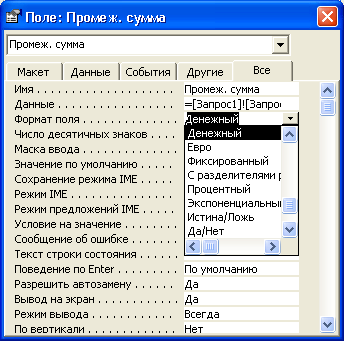 Поле: Промеж. сумма
Промеж. сумма
Макет Данные События Другие Все
Имя . . . . . . . . . . . . . . . . . . . . . Промеж. сумма
Данные . . . . . . . . . . . . . . . . . . =[Запрос1]![Запрос
Формат поля . . . . . . . . . . . . . . Денежный
Число десятичных знаков . . . . . . Денежный
Маска ввода . . . . . . . . . . . . . . Евро
Значение по умолчанию . . . . . . . Фиксированный
Сохранение режима IME . . . . . . . С разделителями р
Режим IME . . . . . . . . . . . . . . . . Процентный
Режим предложений IME . . . . . . . Экспоненциальный
Условие на значение . . . . . . . . . Истина/Ложь
Сообщение об ошибке . . . . . . . . Да/Нет
Текст строки состояния . . . . . . .
Поведение по Enter . . . . . . . . . . По умолчанию
Разрешить автозамену . . . . . . . . Да
Вывод на экран . . . . . . . . . . . . Да
Режим вывода . . . . . . . . . . . . . Всегда
По вертикали . . . . . . . . . . . . . . Нет